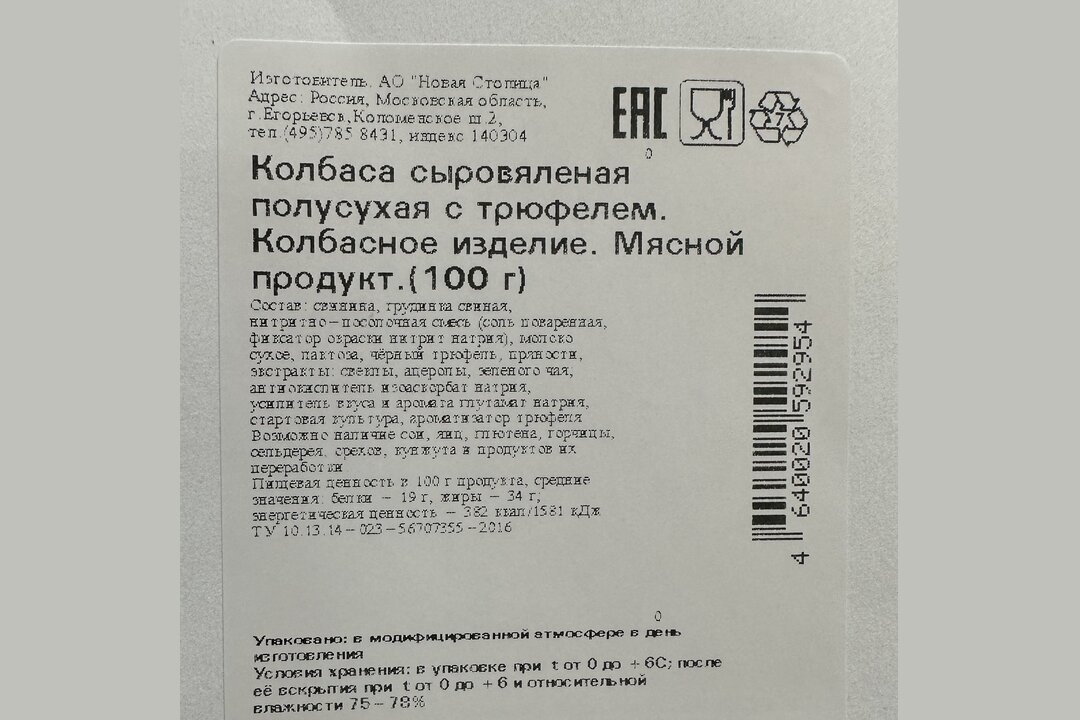 Изготовитель: АО "Новая Столица"
Адрес: Россия, Московская область,
г.Егорьевск,Коломенское ш.2,
тел.(495)785 8431, индекс 140304
EAC
7
0
Колбаса сыровяленая
полусухая с трюфелем.
Колбасное изделие. Мясной
продукт.(100 г)
Состав: свинина, грудинка свиная,
нитритно-посолочная смесь (соль поваренная,
фиксатор окраски нитрит натрия), молоко
сухое, лактоза, чёрный трюфель, пряности,
экстракты: свеклы, ацеролы, зеленого чая,
антиокислитель изоаскорбат натрия,
усилитель вкуса и аромата глутамат натрия,
стартовая культура, ароматизатор трюфеля
Возможно наличие сои, яиц, глютена, горчицы,
сельдерея, орехов, кунжута и продуктов их
переработки
Пищевая ценность в 100 г продукта, средние
значения: белки - 19 г, жиры - 34 г;
энергетическая ценность - 382 ккал/1581 кДж
ТУ 10.13.14-023-56707355-2016
4 640020 592954
0
Упаковано: в модифицированной атмосфере в день
изготовления
Условия хранения: в упаковке при t от 0 до +6С; после
её вскрытия при t от 0 до +6 и относительной
влажности 75-78%